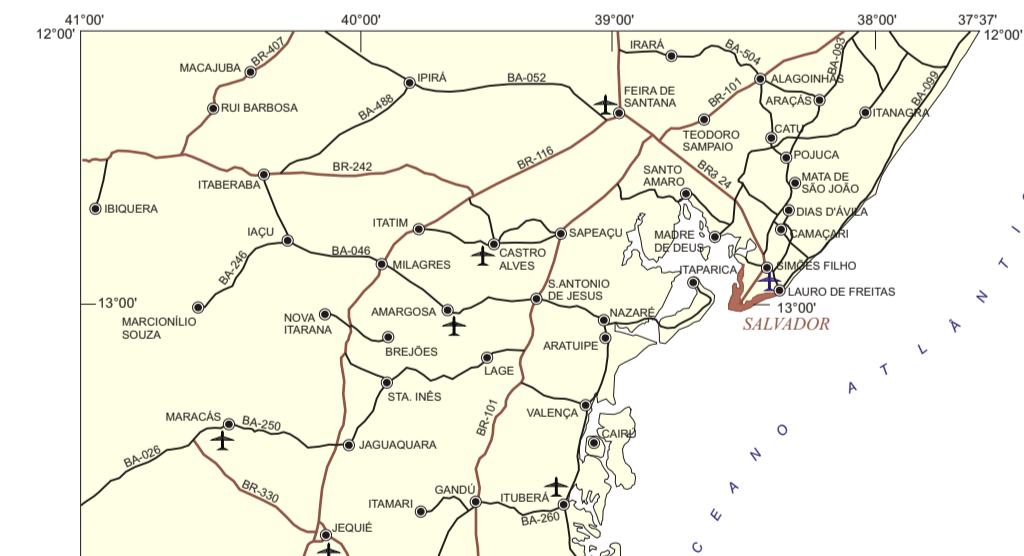 41°00'
40°00'
39°00'
38°00'
37°37'
12°00'
12°00'
IRARÁ
BA-504
BA-093
BR-407
MACAJUBA
IPIRÁ
BA-052
ALAGOINHAS
BA-099
FEIRA DE
SANTANA
BR-101
ARAÇÁS
RUI BARBOSA
BA-488
ITANAGRA
TEODORO
SAMPAIO
CATU
POJUCA
BR-116
BR-242
SANTO
AMARO
BR3 24
MATA DE
SÃO JOÃO
ITABERABA
IBIQUERA
DIAS D'ÁVILA
ITATIM
IAÇU
SAPEAÇU
MADRE
DE DEUS
CAMAÇARI
BA-046
CASTRO
ALVES
BA-246
MILAGRES
ITAPARICA
SIMÕES FILHO
S.ANTONIO
DE JESUS
LAURO DE FREITAS
13°00'
13°00'
MARCIONÍLIO
SOUZA
NOVA
ITARANA
AMARGOSA
NAZARÉ
SALVADOR
BREJÕES
ARATUIPE
LAGE
STA. INÊS
MARACÁS
BA-250
BR-101
VALENÇA
JAGUAQUARA
CAIRÚ
BA-026
BR-330
ITAMARI
GANDÚ
ITUBERÁ
BA-260
JEQUIÉ
C E A N O A T L Â N T I